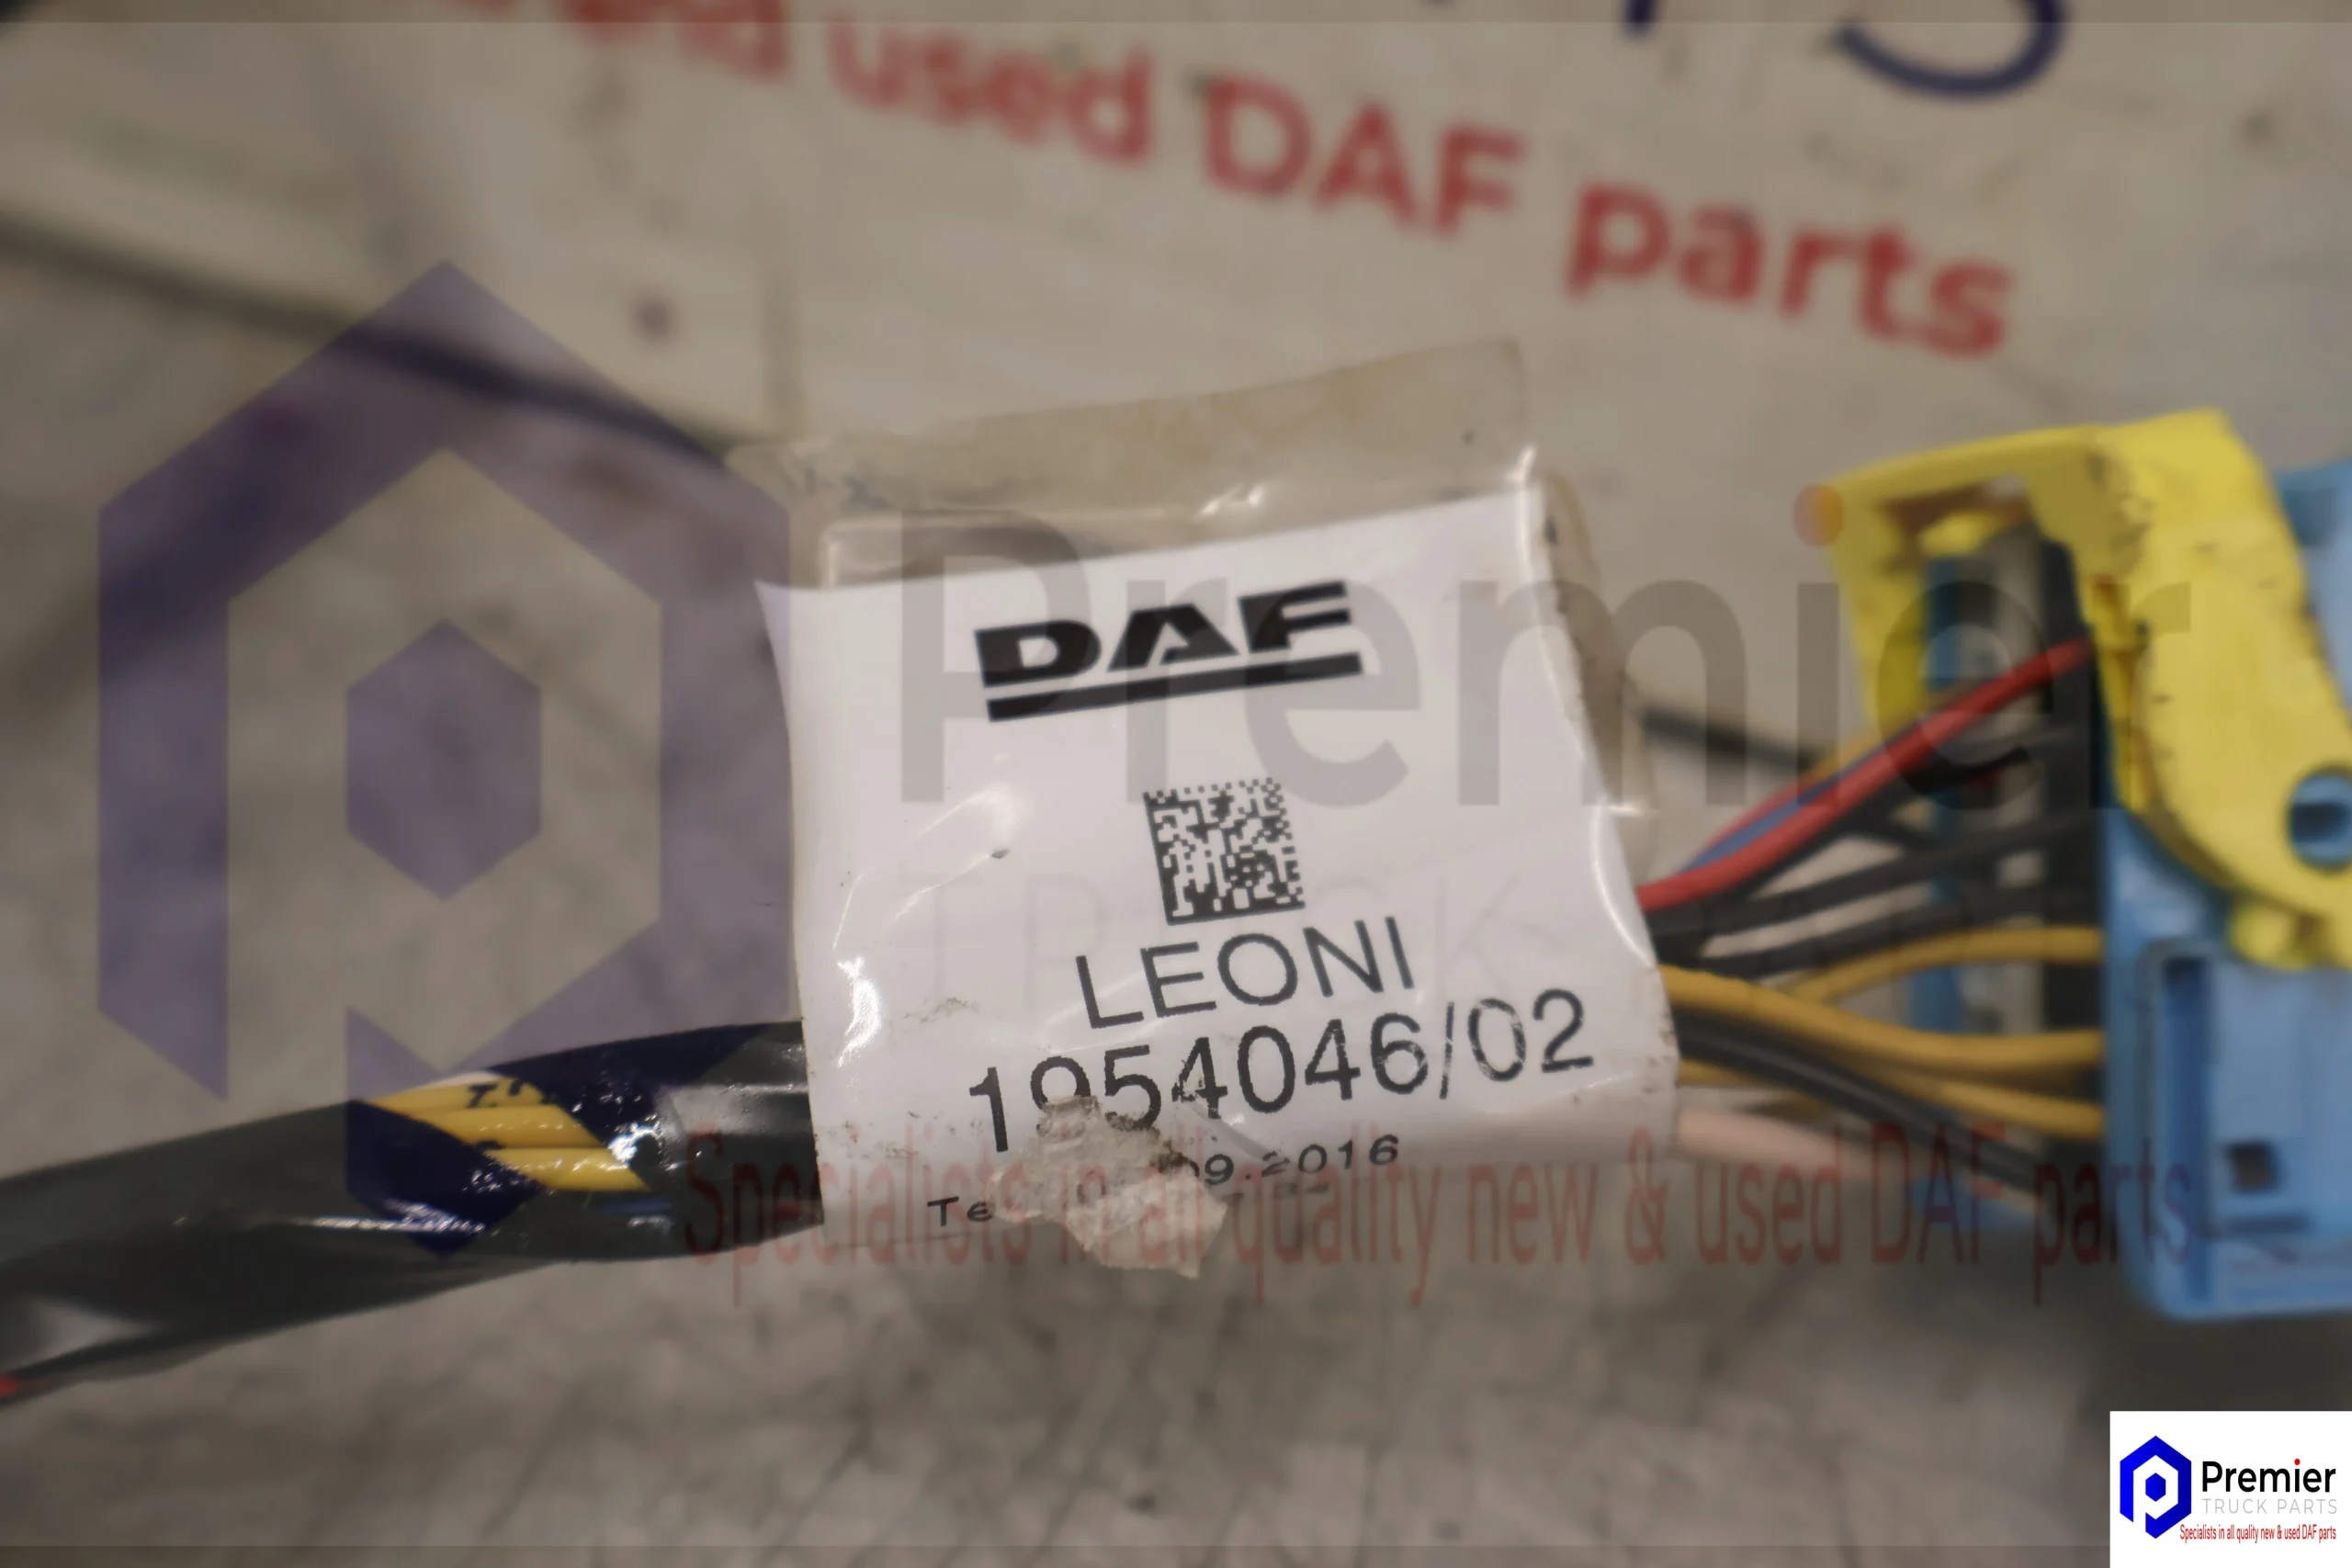 used DAF parts
DAF
LEONI
1954046/02
09.2016
Premier
Specialists in all quality new & used DAF parts
Premier
TRUCK PARTS
Specialists in all quality new & used DAF parts